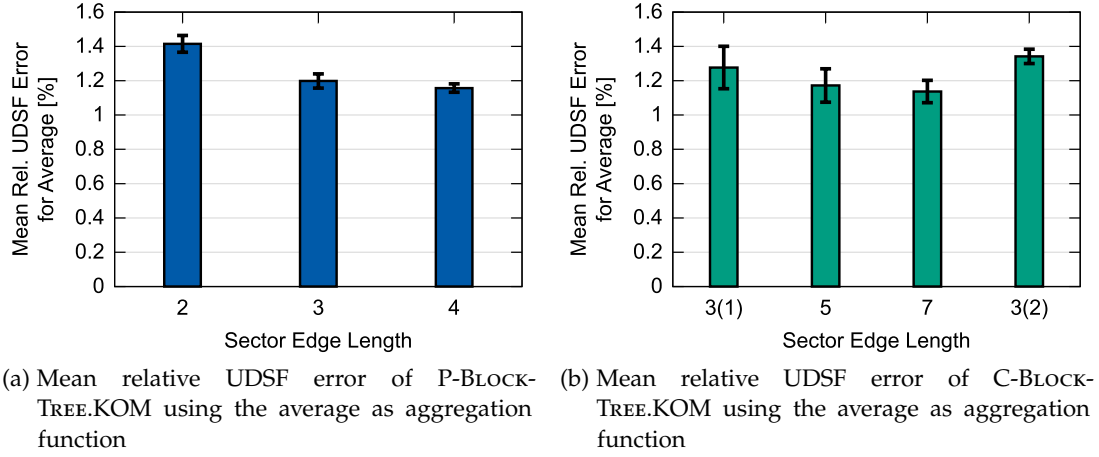 Mean Rel. UDSF Error
for Average [%]
1.6
1.4
1.2
1
0.8
0.6
0.4
0.2
0
2 3 4
Sector Edge Length
(a) Mean relative UDSF error of P-Block-
Tree.KOM using the average as aggregation
function
Mean Rel. UDSF Error
for Average [%]
1.6
1.4
1.2
1
0.8
0.6
0.4
0.2
0
3(1) 5 7 3(2)
Sector Edge Length
(b) Mean relative UDSF error of C-Block-
Tree.KOM using the average as aggregation
function